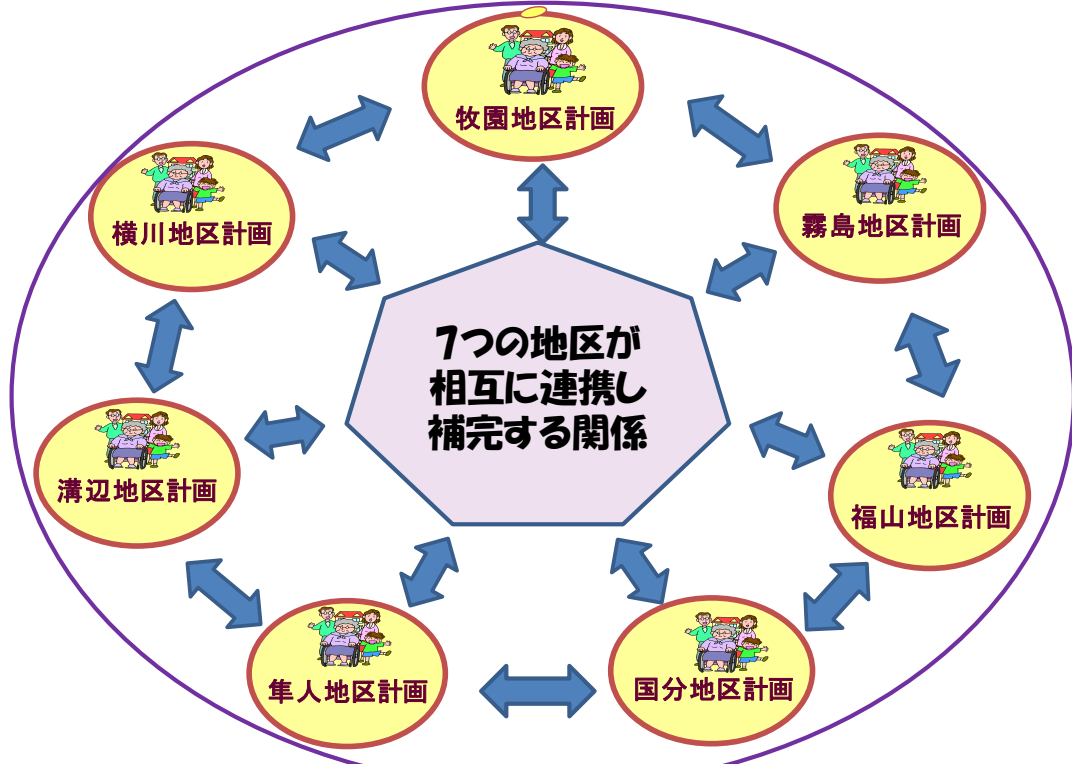 牧園地区計画
横川地区計画
霧島地区計画
7つの地区が
相互に連携し
補完する関係
溝辺地区計画
福山地区計画
隼人地区計画
国分地区計画